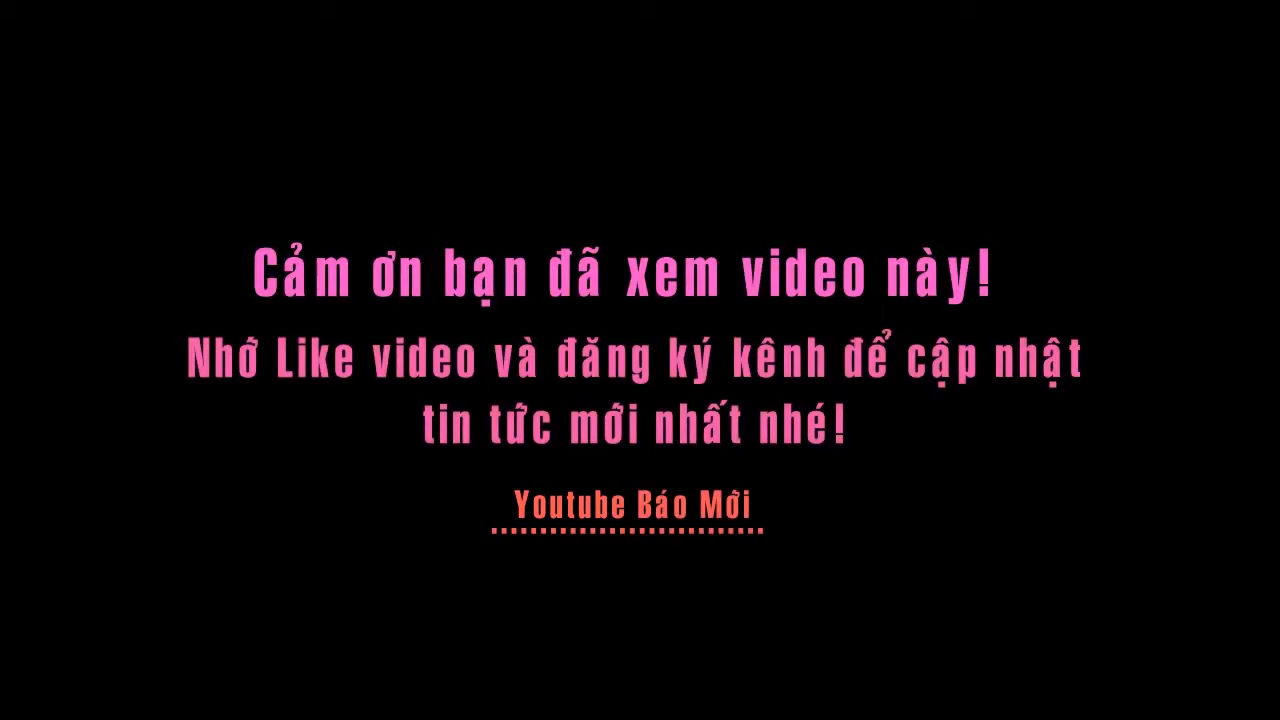 Cảm ơn bạn đã xem video này!
Nhớ Like video và đăng ký kênh để cập nhật
tin tức mới nhất nhé!
Youtube Báo Mới